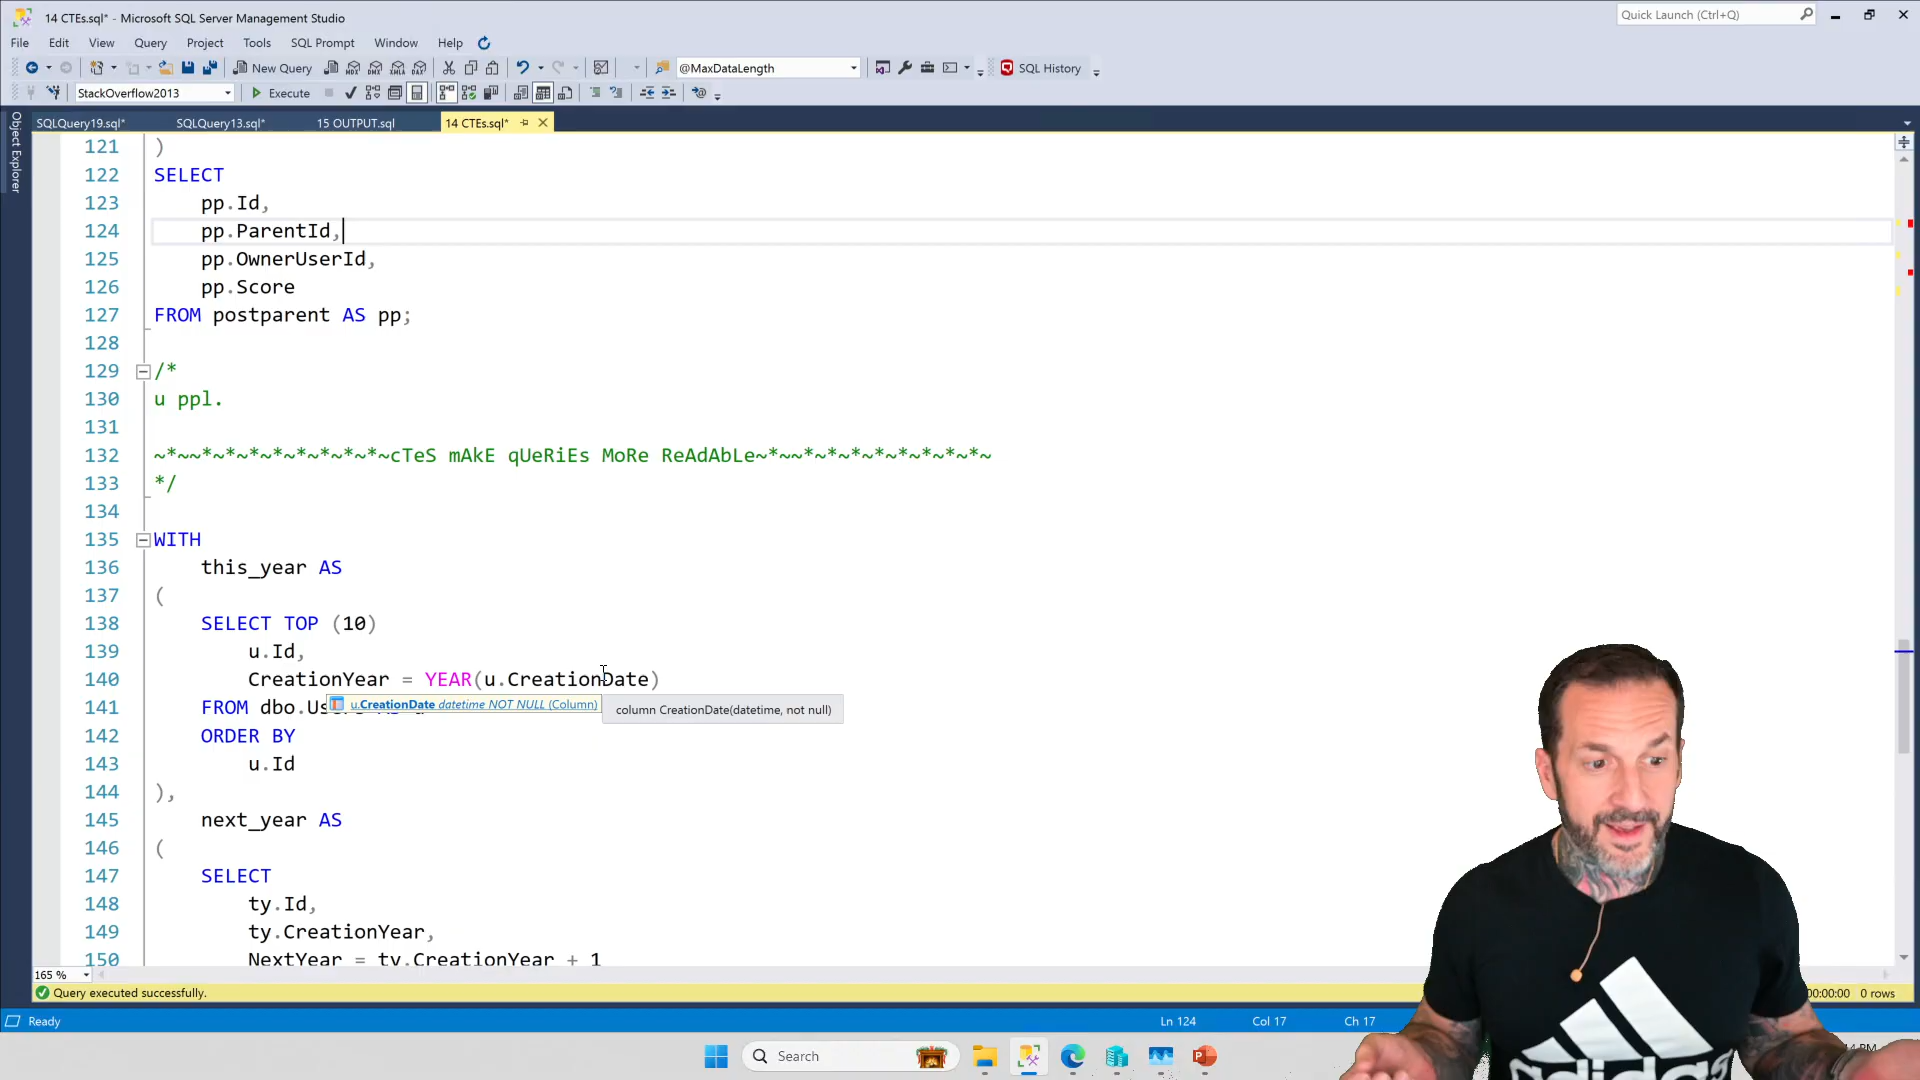 14 CTEs.sql* - Microsoft SQL Server Management Studio
Quick Launch (Ctrl+Q)
File Edit View Query Project Tools SQL Prompt Window Help
New Query @MaxDataLength SQL History
StackOverflow2013 Execute
SQLQuery19.sql* SQLQuery13.sql* 15 OUTPUT.sql 14 CTEs.sql*
Object Explorer
121 )
122 SELECT
123 pp.Id,
124 pp.ParentId,
125 pp.OwnerUserId,
126 pp.Score
127 FROM postparent AS pp;
128
129 /*
130 u ppl.
131
132 ~*~~*~*~*~*~*~*~*~*~cTeS mAkE qUeRiEs MoRe ReAdAbLe~*~~*~*~*~*~*~*~*~*~
133 */
134
135 WITH
136 this_year AS
137 (
138 SELECT TOP (10)
139 u.Id,
140 CreationYear = YEAR(u.CreationDate)
141 FROM dbo.Us
u.CreationDate datetime NOT NULL (Column)
column CreationDate(datetime, not null)
142 ORDER BY
143 u.Id
144 ),
145 next_year AS
146 (
147 SELECT
148 ty.Id,
149 ty.CreationYear,
150 NextYear = ty.CreationYear + 1
165 %
Query executed successfully.
00:00:00 0 rows
Ready Ln 124 Col 17 Ch 17
Search
PM
adidas